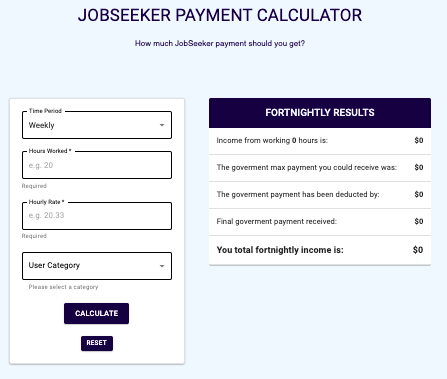 JOBSEEKER PAYMENT CALCULATOR
How much JobSeeker payment should you get?
Time Period
Weekly
Hours Worked *
e.g. 20
Required
Hourly Rate *
e.g. 20.33
Required
User Category
Please select a category
CALCULATE
RESET
FORTNIGHTLY RESULTS
Income from working 0 hours is: $0
The goverment max payment you could receive was: $0
The goverment payment has been deducted by: $0
Final goverment payment received: $0
You total fortnightly income is: $0